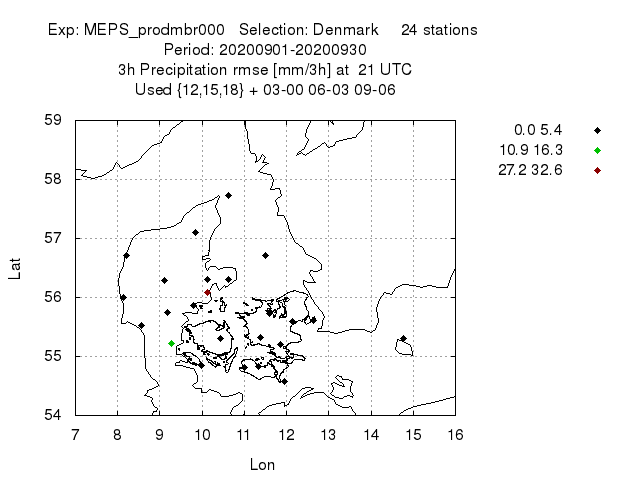 Exp: MEPS_prodmbr000 Selection: Denmark 24 stations
Period: 20200901-20200930
3h Precipitation rmse [mm/3h] at 21 UTC
Used {12,15,18} + 03-00 06-03 09-06
0.0 5.4
10.9 16.3
27.2 32.6
59
58
57
56
55
54
Lat
7 8 9 10 11 12 13 14 15 16
Lon